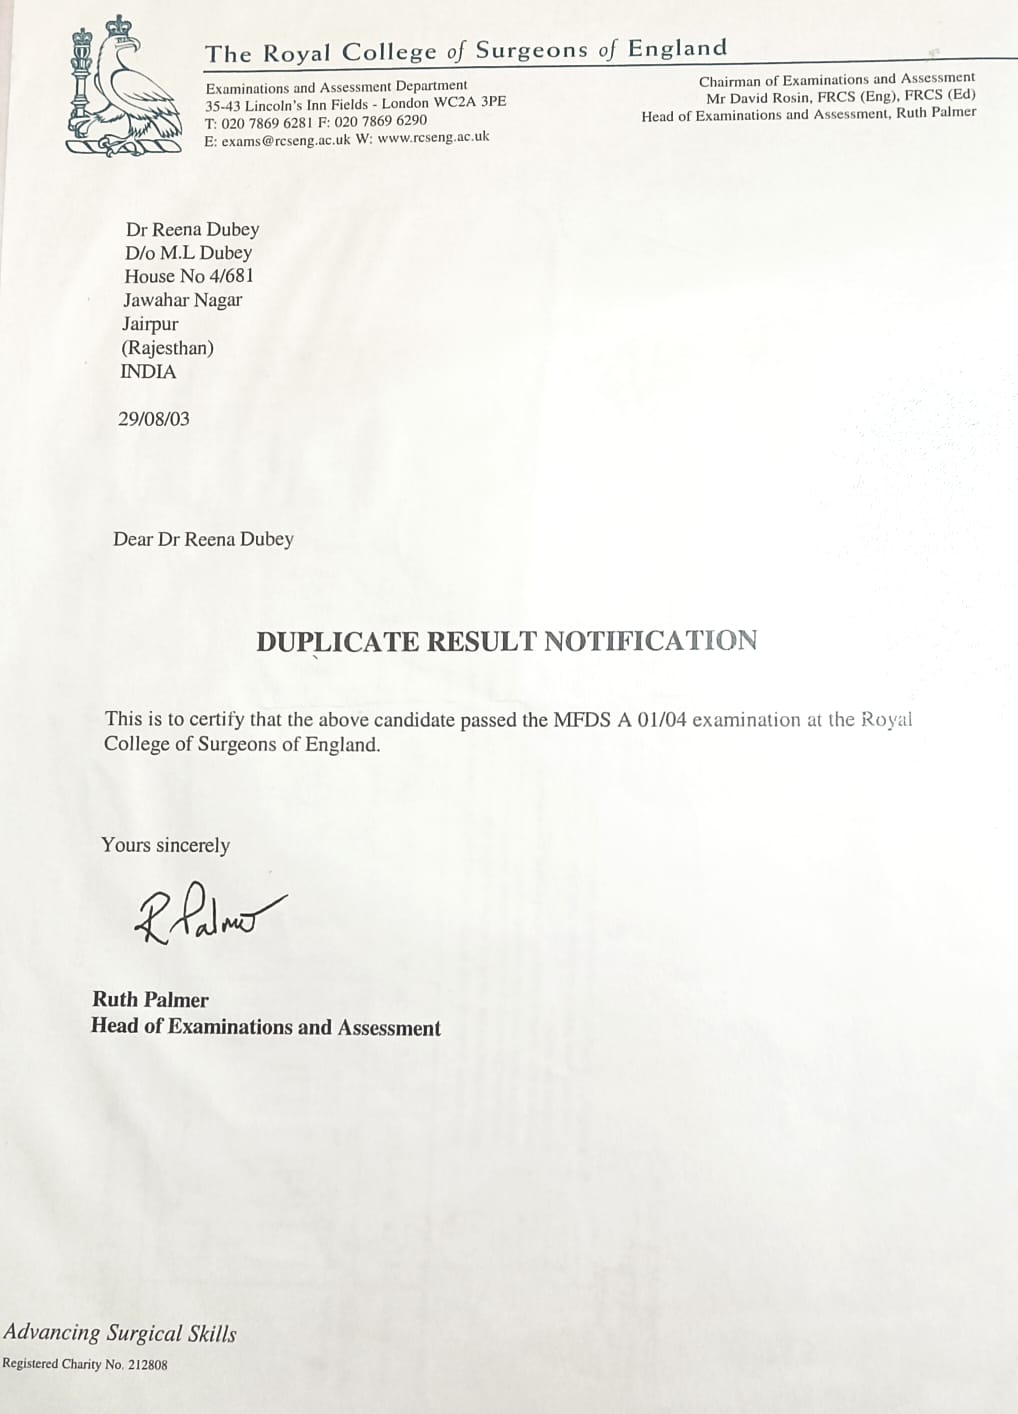 The Royal College of Surgeons of England
Examinations and Assessment Department
35-43 Lincoln's Inn Fields - London WC2A 3PE
T: 020 7869 6281 F: 020 7869 6290
E: exams@rcseng.ac.uk W: www.rcseng.ac.uk
Chairman of Examinations and Assessment
Mr David Rosin, FRCS (Eng), FRCS (Ed)
Head of Examinations and Assessment, Ruth Palmer
Dr Reena Dubey
D/o M.L Dubey
House No 4/681
Jawahar Nagar
Jairpur
(Rajesthan)
INDIA
29/08/03
Dear Dr Reena Dubey
DUPLICATE RESULT NOTIFICATION
This is to certify that the above candidate passed the MFDS A 01/04 examination at the Royal
College of Surgeons of England.
Yours sincerely
R Palmer
Ruth Palmer
Head of Examinations and Assessment
Advancing Surgical Skills
Registered Charity No. 212808